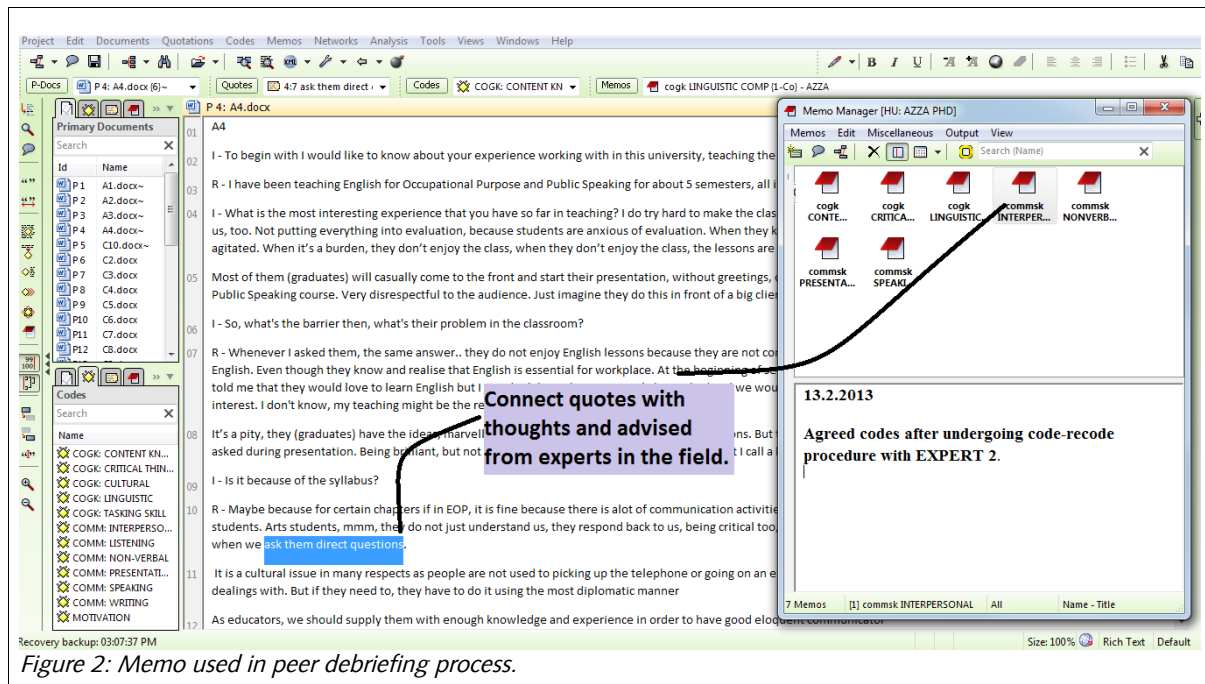 Project Edit Documents Quotations Codes Memos Networks Analysis Tools Views Windows Help
B I U
P-Docs P 4: A4.docx (6)~ Quotes 4:7 ask them direct Codes COGK: CONTENT KN Memos cogk LINGUISTIC COMP {1-Co} - AZZA
Primary Documents
Search
Id Name
P 1 A1.docx~
P 2 A2.docx~
P 3 A3.docx~
P 4 A4.docx~
P 5 C10.docx~
P 6 C2.docx
P 7 C3.docx
P 8 C4.docx
P 9 C5.docx
P10 C6.docx
P11 C7.docx
P12 C8.docx
Codes
Search
Name
COGK: CONTENT KN...
COGK: CRITICAL THIN...
COGK: CULTURAL
COGK: LINGUISTIC
COGK: TASKING SKILL
COMM: INTERPERSO...
COMM: LISTENING
COMM: NON-VERBAL
COMM: PRESENTATI...
COMM: SPEAKING
COMM: WRITING
MOTIVATION
P 4: A4.docx
01 A4
02 I - To begin with I would like to know about your experience working with in this university, teaching the
03 R - I have been teaching English for Occupational Purpose and Public Speaking for about 5 semesters, all i
04 I - What is the most interesting experience that you have so far in teaching? I do try hard to make the clas
us, too. Not putting everything into evaluation, because students are anxious of evaluation. When they k
agitated. When it's a burden, they don't enjoy the class, when they don't enjoy the class, the lessons are
05 Most of them (graduates) will casually come to the front and start their presentation, without greetings,
Public Speaking course. Very disrespectful to the audience. Just imagine they do this in front of a big clie
06 I - So, what's the barrier then, what's their problem in the classroom?
07 R - Whenever I asked them, the same answer.. they do not enjoy English lessons because they are not co
English. Even though they know and realise that English is essential for workplace. At the beginning of se
told me that they would love to learn English but I we wou
interest. I don't know, my teaching might be the re
08 It's a pity, they (graduates) have the ideas, marvell ons. But
asked during presentation. Being brilliant, but not t I call a
09 I - Is it because of the syllabus?
10 R - Maybe because for certain chapters if in EOP, it is fine because there is alot of communication activitie
students. Arts students, mmm, they do not just understand us, they respond back to us, being critical too,
when we ask them direct questions.
11 It is a cultural issue in many respects as people are not used to picking up the telephone or going on an e
dealings with. But if they need to, they have to do it using the most diplomatic manner
12 As educators, we should supply them with enough knowledge and experience in order to have good eloquent communicator
Connect quotes with
thoughts and advised
from experts in the field.
Memo Manager [HU: AZZA PHD]
Memos Edit Miscellaneous Output View
Search (Name)
cogk CONTE...
cogk CRITICA...
cogk LINGUISTIC...
commsk INTERPER...
commsk NONVERB...
commsk PRESENTA...
commsk SPEAKI...
13.2.2013
Agreed codes after undergoing code-recode
procedure with EXPERT 2.
7 Memos [1] commsk INTERPERSONAL All Name - Title
Recovery backup: 03:07:37 PM Size: 100% Rich Text Default
Figure 2: Memo used in peer debriefing process.